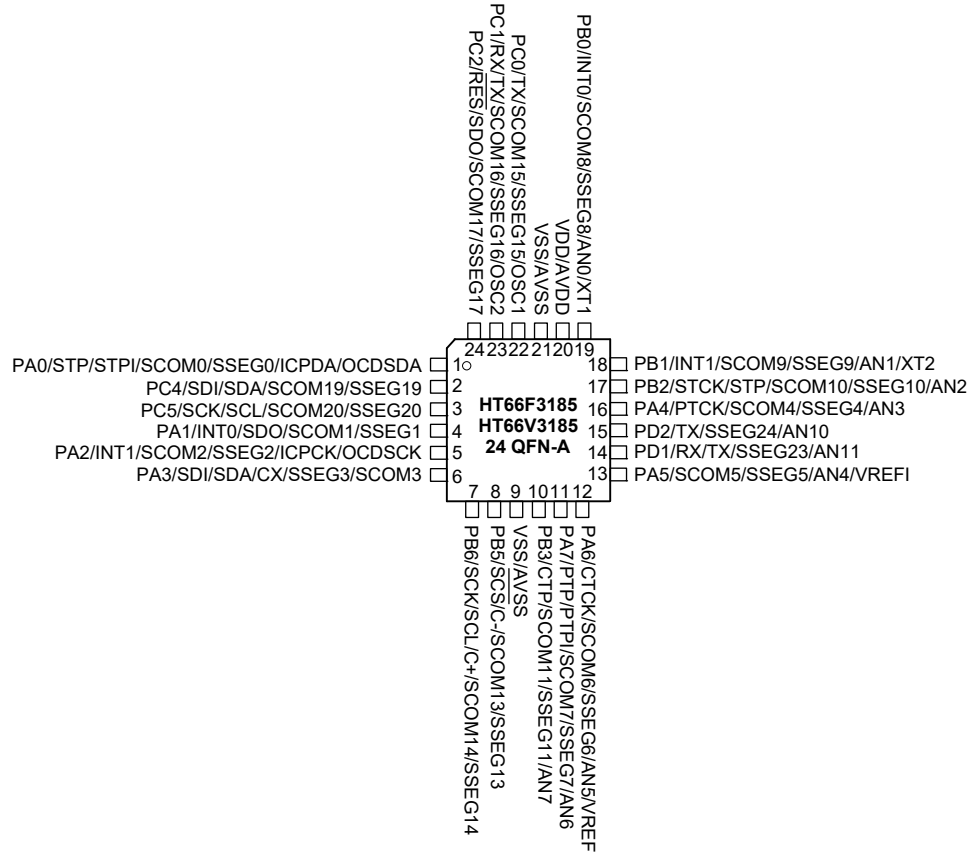 PC2/RES/SDO/SCOM17/SSEG17
PC1/RX/TX/SCOM16/SSEG16/OSC2
PC0/TX/SCOM15/SSEG15/OSC1
VSS/AVSS
VDD/AVDD
PB0/INT0/SCOM8/SSEG8/AN0/XT1
24 23 22 21 20 19
PA0/STP/STPI/SCOM0/SSEG0/ICPDA/OCDSDA 1
PC4/SDI/SDA/SCOM19/SSEG19 2
PC5/SCK/SCL/SCOM20/SSEG20 3
PA1/INT0/SDO/SCOM1/SSEG1 4
PA2/INT1/SCOM2/SSEG2/ICPCK/OCDSCK 5
PA3/SDI/SDA/CX/SSEG3/SCOM3 6
HT66F3185
HT66V3185
24 QFN-A
18 PB1/INT1/SCOM9/SSEG9/AN1/XT2
17 PB2/STCK/STP/SCOM10/SSEG10/AN2
16 PA4/PTCK/SCOM4/SSEG4/AN3
15 PD2/TX/SSEG24/AN10
14 PD1/RX/TX/SSEG23/AN11
13 PA5/SCOM5/SSEG5/AN4/VREFI
7 8 9 10 11 12
PB6/SCK/SCL/C+/SCOM14/SSEG14
PB5/SCS/C-/SCOM13/SSEG13
VSS/AVSS
PB3/CTP/SCOM11/SSEG11/AN7
PA7/PTP/PTPI/SCOM7/SSEG7/AN6
PA6/CTCK/SCOM6/SSEG6/AN5/VREF